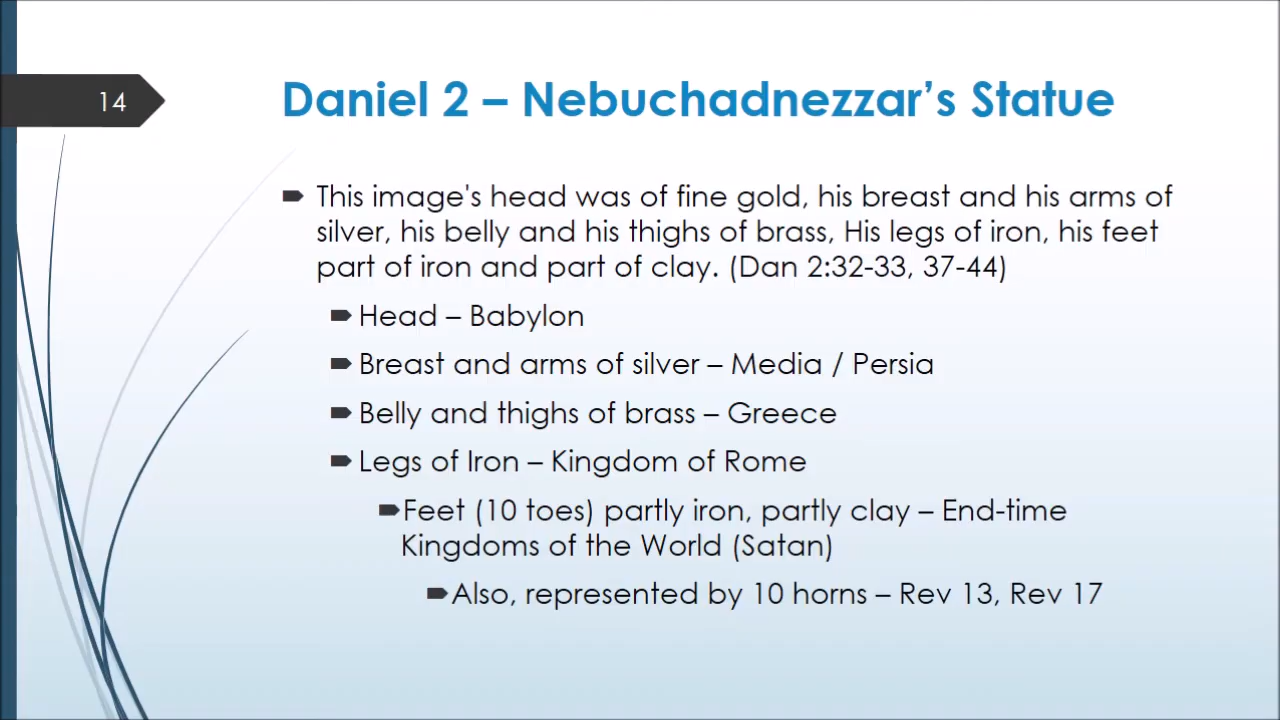 14
Daniel 2 – Nebuchadnezzar’s Statue
This image's head was of fine gold, his breast and his arms of
silver, his belly and his thighs of brass, His legs of iron, his feet
part of iron and part of clay. (Dan 2:32-33, 37-44)
Head – Babylon
Breast and arms of silver – Media / Persia
Belly and thighs of brass – Greece
Legs of Iron – Kingdom of Rome
Feet (10 toes) partly iron, partly clay – End-time
Kingdoms of the World (Satan)
Also, represented by 10 horns – Rev 13, Rev 17